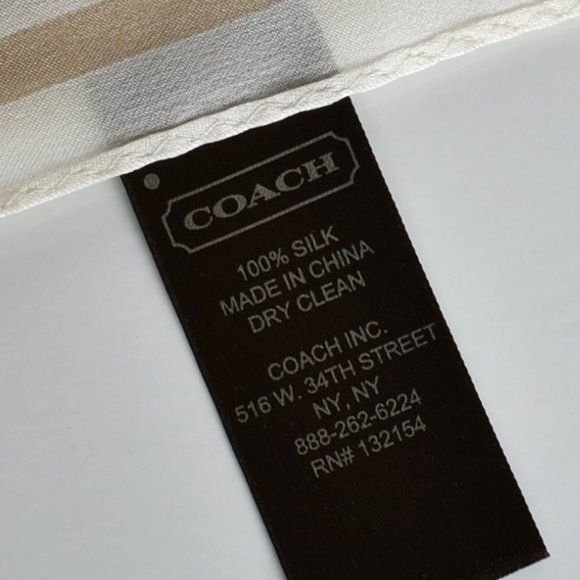 COACH
100% SILK
MADE IN CHINA
DRY CLEAN
COACH INC.
516 W. 34TH STREET
NY, NY
888-262-6224
RN# 132154